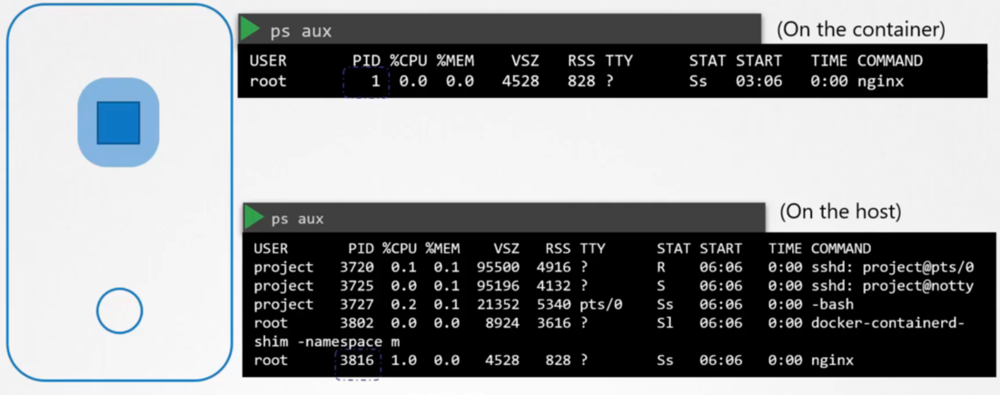 ps aux (On the container)
USER PID %CPU %MEM VSZ RSS TTY STAT START TIME COMMAND
root 1 0.0 0.0 4528 828 ? Ss 03:06 0:00 nginx
ps aux (On the host)
USER PID %CPU %MEM VSZ RSS TTY STAT START TIME COMMAND
project 3720 0.1 0.1 95500 4916 ? R 06:06 0:00 sshd: project@pts/0
project 3725 0.0 0.1 95196 4132 ? S 06:06 0:00 sshd: project@notty
project 3727 0.2 0.1 21352 5340 pts/0 Ss 06:06 0:00 -bash
root 3802 0.0 0.0 8924 3616 ? Sl 06:06 0:00 docker-containerd-
shim -namespace m
root 3816 1.0 0.0 4528 828 ? Ss 06:06 0:00 nginx